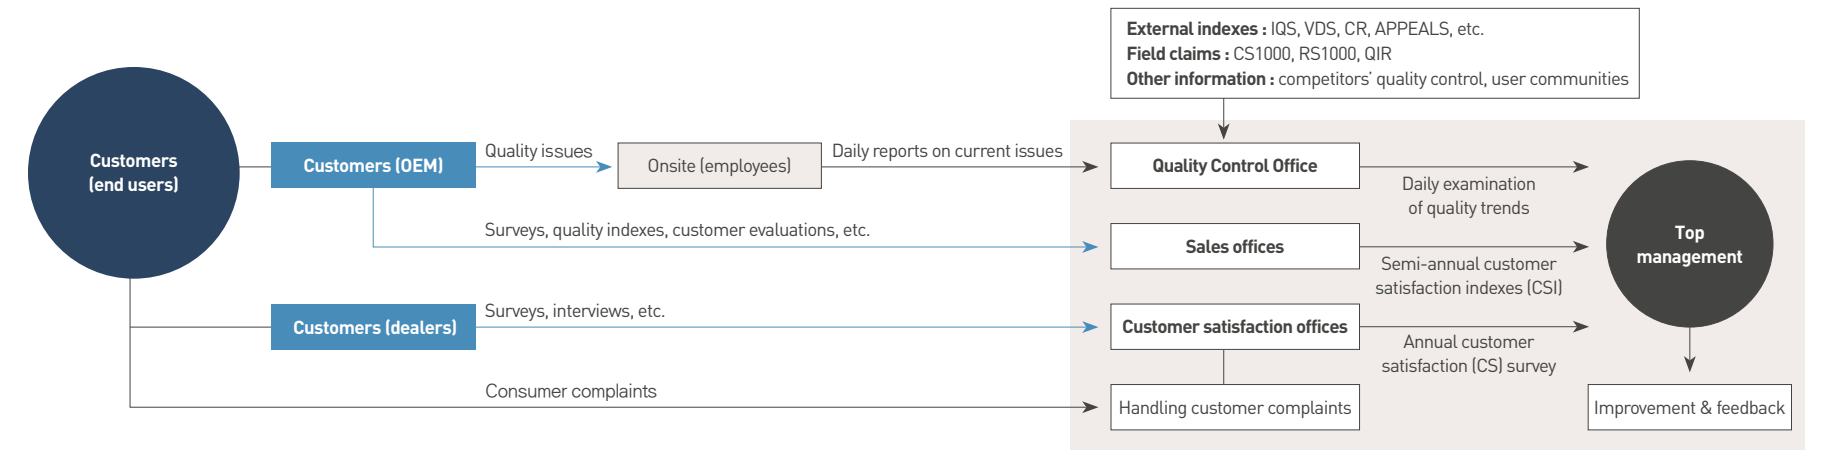 External indexes : IQS, VDS, CR, APPEALS, etc.
Field claims : CS1000, RS1000, QIR
Other information : competitors' quality control, user communities
Customers
(end users)
Customers (OEM)
Quality issues
Onsite (employees)
Daily reports on current issues
Quality Control Office
Daily examination
of quality trends
Surveys, quality indexes, customer evaluations, etc.
Sales offices
Semi-annual customer
satisfaction indexes (CSI)
Top
management
Customers (dealers)
Surveys, interviews, etc.
Customer satisfaction offices
Annual customer
satisfaction (CS) survey
Consumer complaints
Handling customer complaints
Improvement & feedback